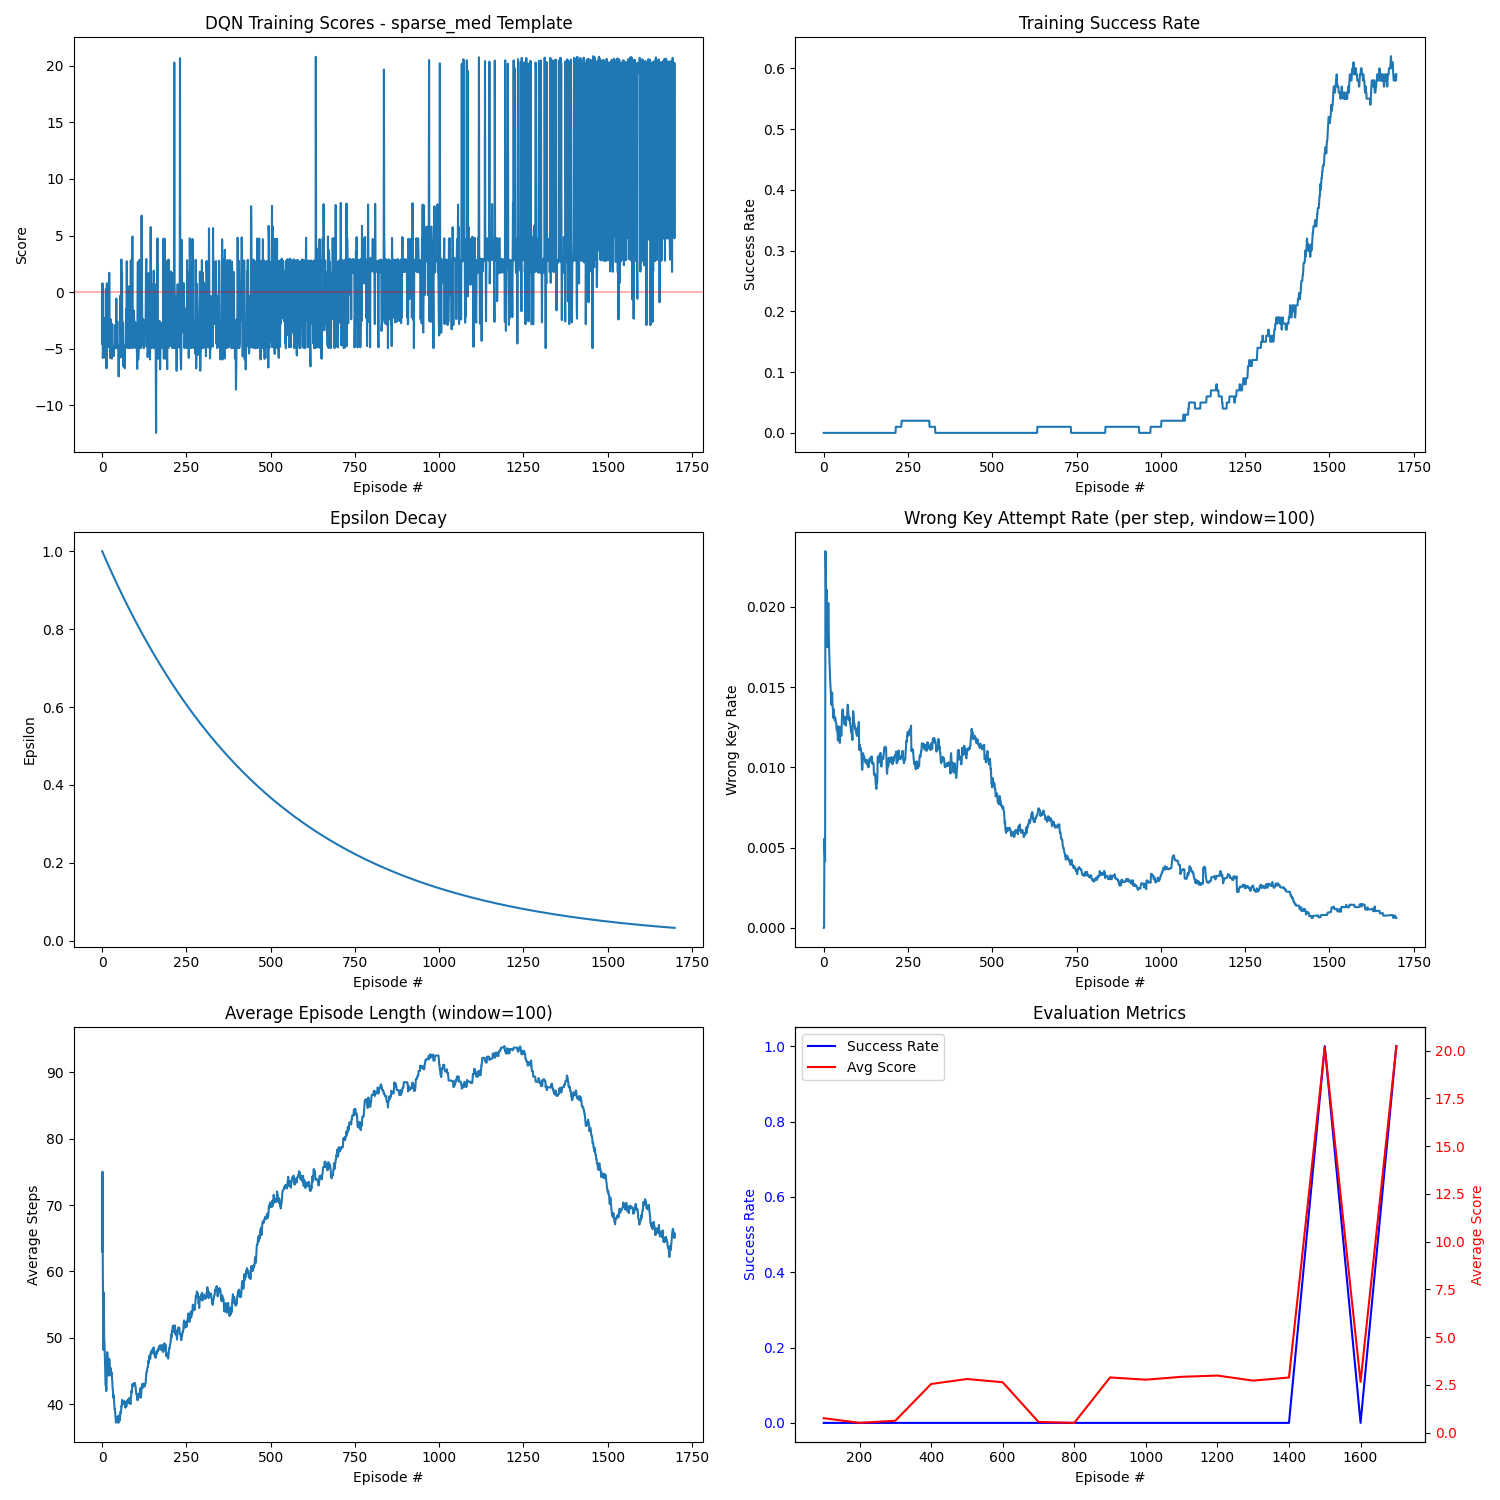 DQN Training Scores - sparse_med Template
Score
20
15
10
5
0
−5
−10
0 250 500 750 1000 1250 1500 1750
Episode #
Training Success Rate
Success Rate
0.6
0.5
0.4
0.3
0.2
0.1
0.0
0 250 500 750 1000 1250 1500 1750
Episode #
Epsilon Decay
Epsilon
1.0
0.8
0.6
0.4
0.2
0.0
0 250 500 750 1000 1250 1500 1750
Episode #
Wrong Key Attempt Rate (per step, window=100)
Wrong Key Rate
0.020
0.015
0.010
0.005
0.000
0 250 500 750 1000 1250 1500 1750
Episode #
Average Episode Length (window=100)
Average Steps
90
80
70
60
50
40
0 250 500 750 1000 1250 1500 1750
Episode #
Evaluation Metrics
Success Rate
Avg Score
Success Rate
1.0
0.8
0.6
0.4
0.2
0.0
20.0
17.5
15.0
12.5
10.0
7.5
5.0
2.5
0.0
Average Score
200 400 600 800 1000 1200 1400 1600
Episode #